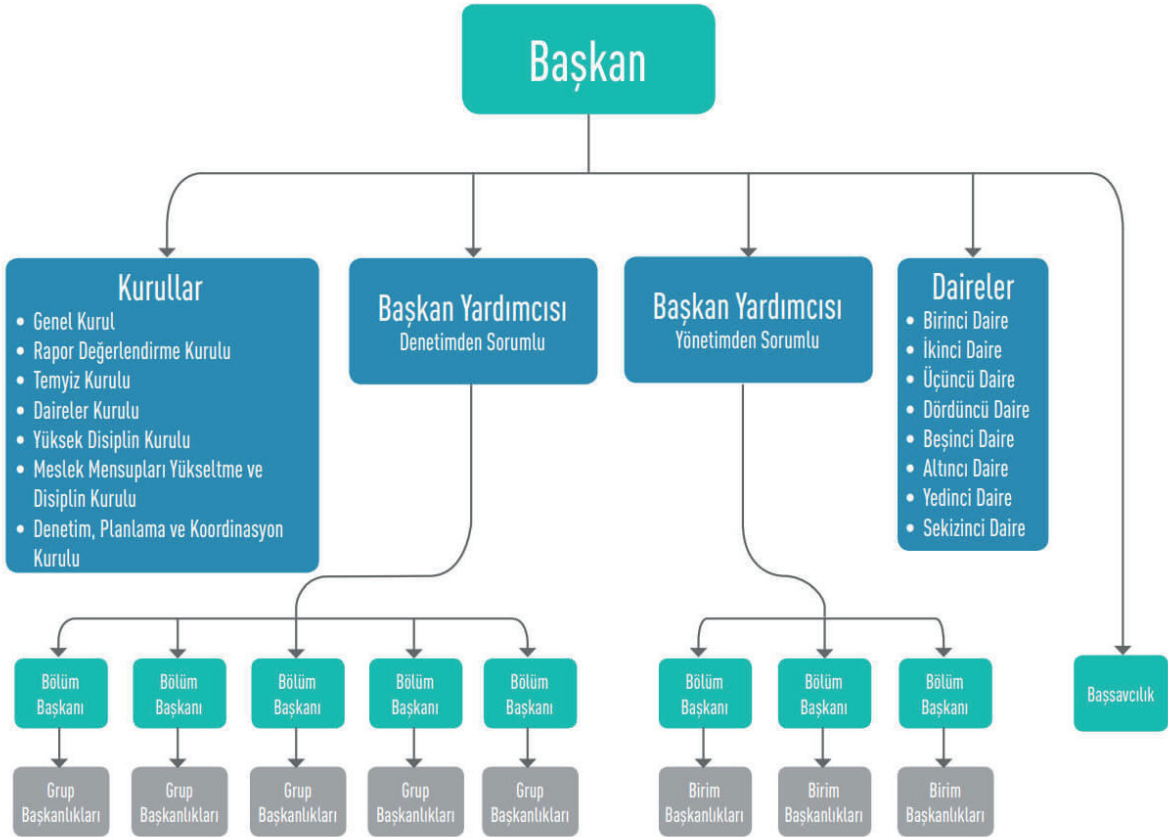 Başkan
Kurullar
• Genel Kurul
• Rapor Değerlendirme Kurulu
• Temyiz Kurulu
• Daireler Kurulu
• Yüksek Disiplin Kurulu
• Meslek Mensupları Yükseltme ve
Disiplin Kurulu
• Denetim, Planlama ve Koordinasyon
Kurulu
Başkan Yardımcısı
Denetimden Sorumlu
Başkan Yardımcısı
Yönetimden Sorumlu
Daireler
• Birinci Daire
• İkinci Daire
• Üçüncü Daire
• Dördüncü Daire
• Beşinci Daire
• Altıncı Daire
• Yedinci Daire
• Sekizinci Daire
Bölüm
Başkanı
Bölüm
Başkanı
Bölüm
Başkanı
Bölüm
Başkanı
Bölüm
Başkanı
Bölüm
Başkanı
Bölüm
Başkanı
Bölüm
Başkanı
Başsavcılık
Grup
Başkanlıkları
Grup
Başkanlıkları
Grup
Başkanlıkları
Grup
Başkanlıkları
Grup
Başkanlıkları
Birim
Başkanlıkları
Birim
Başkanlıkları
Birim
Başkanlıkları